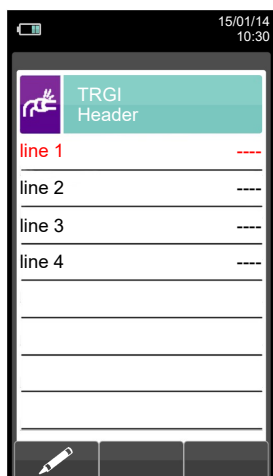 15/01/14
10:30
TRGI
Header
line 1 ----
line 2 ----
line 3 ----
line 4 ----